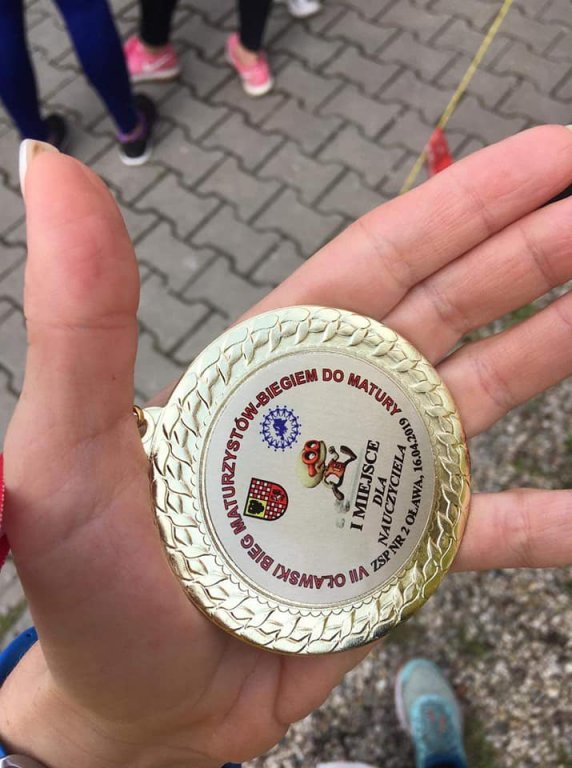 VII OŁAWSKI BIEG MATURZYSTÓW-BIEGIEM DO MATURY
I MIEJSCE
DLA
NAUCZYCIELA
ZSP NR 2 OŁAWA, 16.04.2019